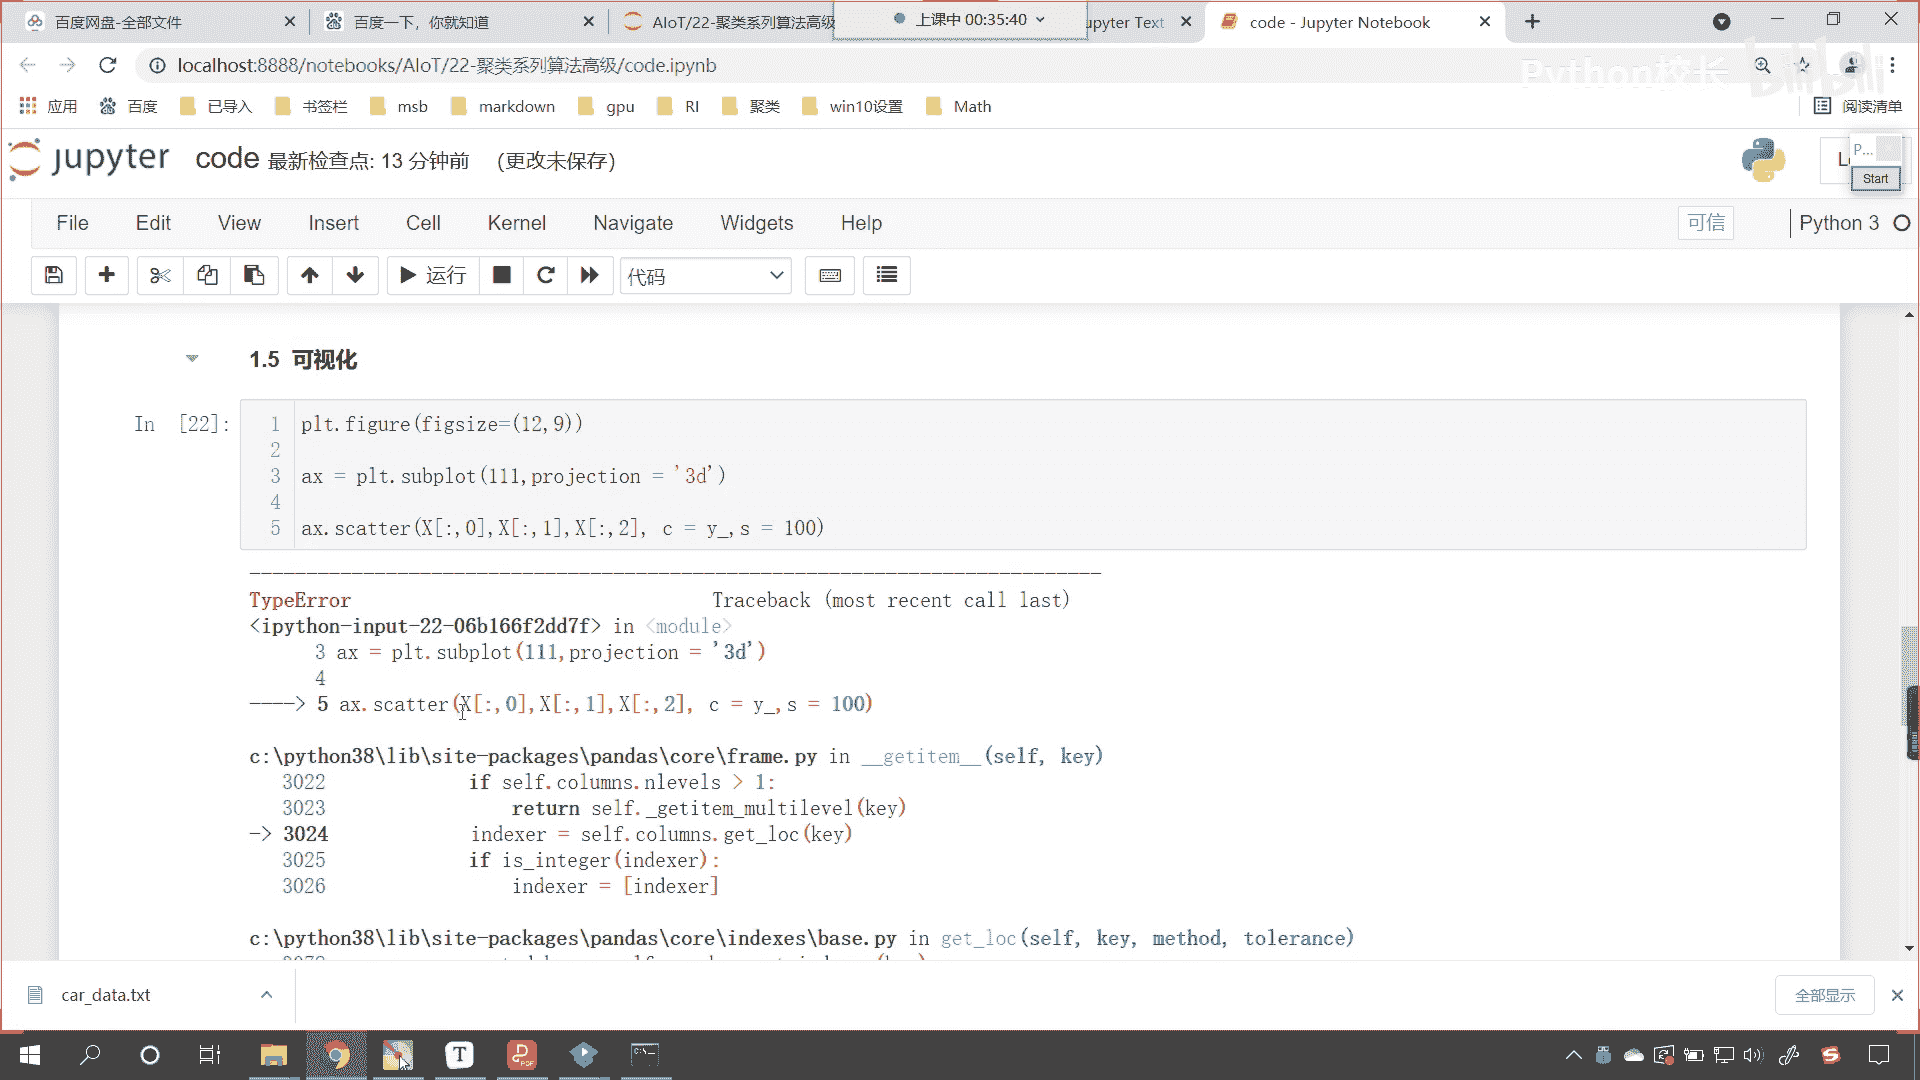 百度网盘-全部文件
百度一下，你就知道
AIoT/22-聚类系列算法高级
上课中 00:35:40
upyter Text
code - Jupyter Notebook
localhost:8888/notebooks/AIoT/22-聚类系列算法高级/code.ipynb
Python校长
bilibili
应用 百度 已导入 书签栏 msb markdown gpu RI 聚类 win10设置 Math 阅读清单
jupyter code 最新检查点: 13 分钟前 (更改未保存)
P...
Start
File Edit View Insert Cell Kernel Navigate Widgets Help 可信 Python 3
运行 代码
1.5 可视化
In [22]:
1 plt.figure(figsize=(12,9))
2
3 ax = plt.subplot(111,projection = '3d')
4
5 ax.scatter(X[:,0],X[:,1],X[:,2], c = y_,s = 100)
TypeError Traceback (most recent call last)
<ipython-input-22-06b166f2dd7f> in <module>
3 ax = plt.subplot(111,projection = '3d')
4
----> 5 ax.scatter(X[:,0],X[:,1],X[:,2], c = y_,s = 100)
c:\python38\lib\site-packages\pandas\core\frame.py in __getitem__(self, key)
3022 if self.columns.nlevels > 1:
3023 return self._getitem_multilevel(key)
-> 3024 indexer = self.columns.get_loc(key)
3025 if is_integer(indexer):
3026 indexer = [indexer]
c:\python38\lib\site-packages\pandas\core\indexes\base.py in get_loc(self, key, method, tolerance)
car_data.txt
全部显示